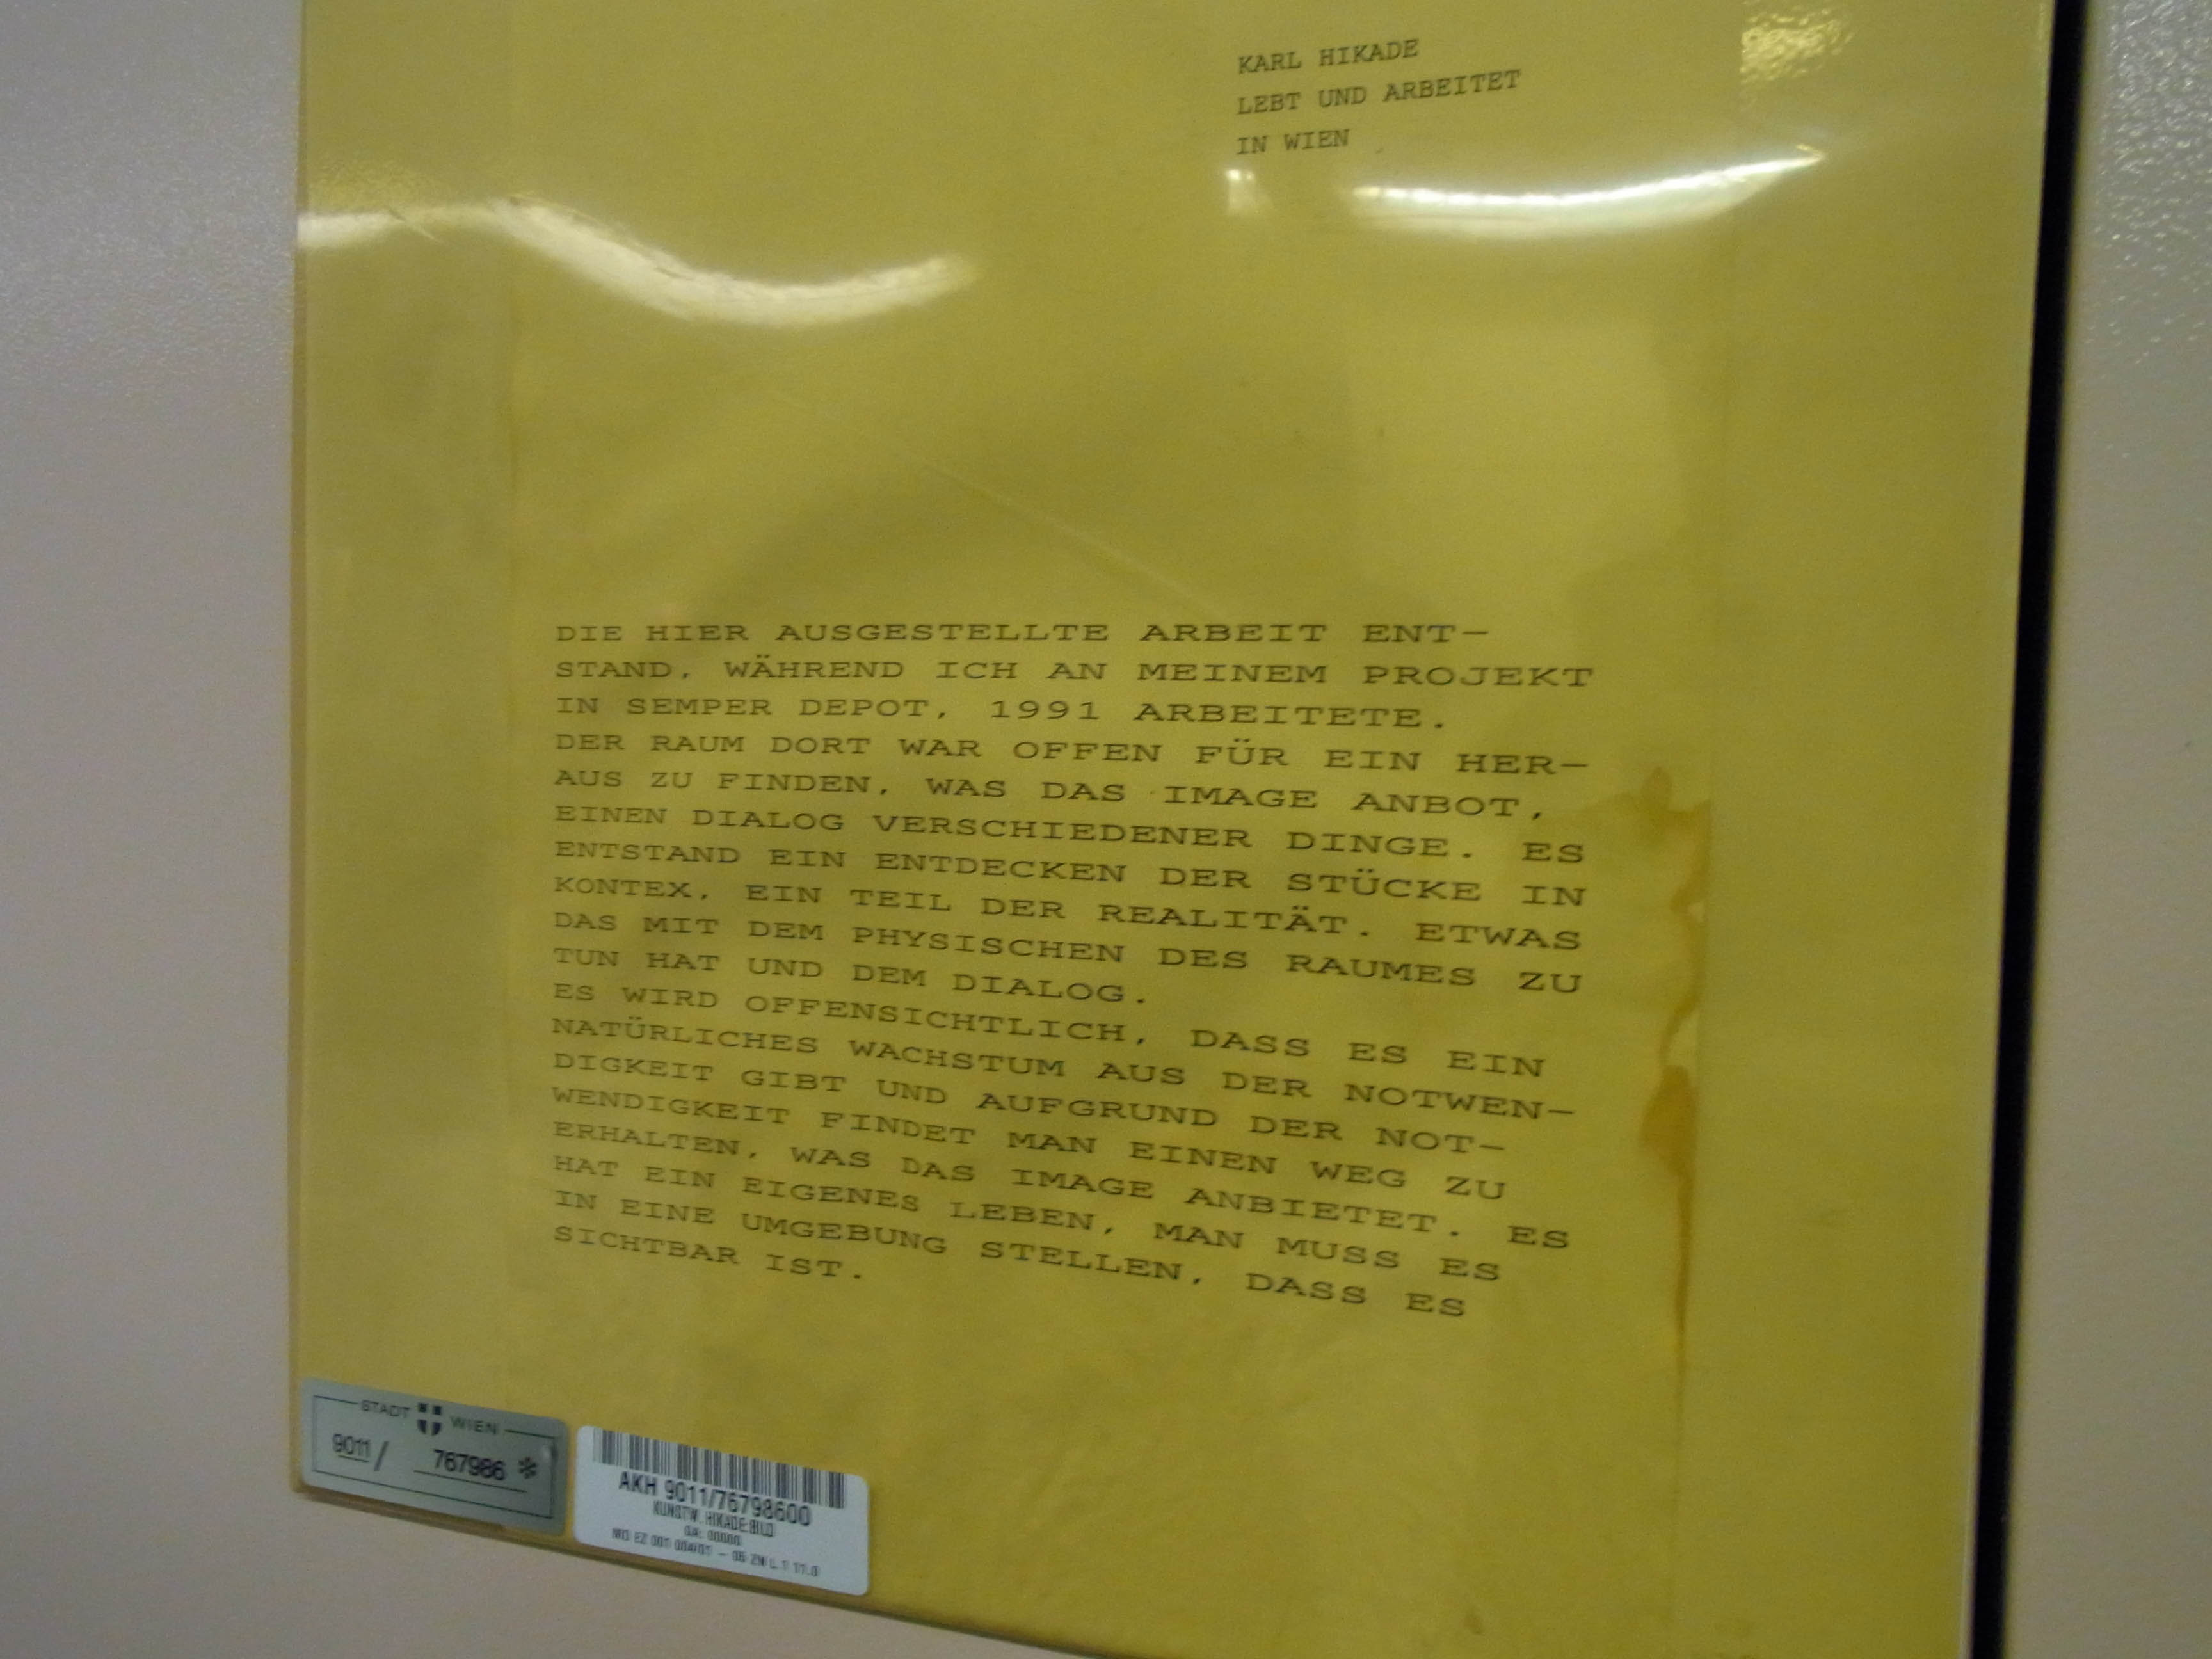 KARL HIKADE
LEBT UND ARBEITET
IN WIEN
DIE HIER AUSGESTELLTE ARBEIT ENT-
STAND, WÄHREND ICH AN MEINEM PROJEKT
IN SEMPER DEPOT, 1991 ARBEITETE.
DER RAUM DORT WAR OFFEN FÜR EIN HER-
AUS ZU FINDEN, WAS DAS IMAGE ANBOT,
EINEN DIALOG VERSCHIEDENER DINGE. ES
ENTSTAND EIN ENTDECKEN DER STÜCKE IN
KONTEX, EIN TEIL DER REALITÄT. ETWAS
DAS MIT DEM PHYSISCHEN DES RAUMES ZU
TUN HAT UND DEM DIALOG.
ES WIRD OFFENSICHTLICH, DASS ES EIN
NATÜRLICHES WACHSTUM AUS DER NOTWEN-
DIGKEIT GIBT UND AUFGRUND DER NOT-
WENDIGKEIT FINDET MAN EINEN WEG ZU
ERHALTEN, WAS DAS IMAGE ANBIETET. ES
HAT EIN EIGENES LEBEN, MAN MUSS ES
IN EINE UMGEBUNG STELLEN, DASS ES
SICHTBAR IST.
STADT WIEN
9011/ 767986 *
AKH 9011/76798600
KUNSTW. HIKADE:BILD